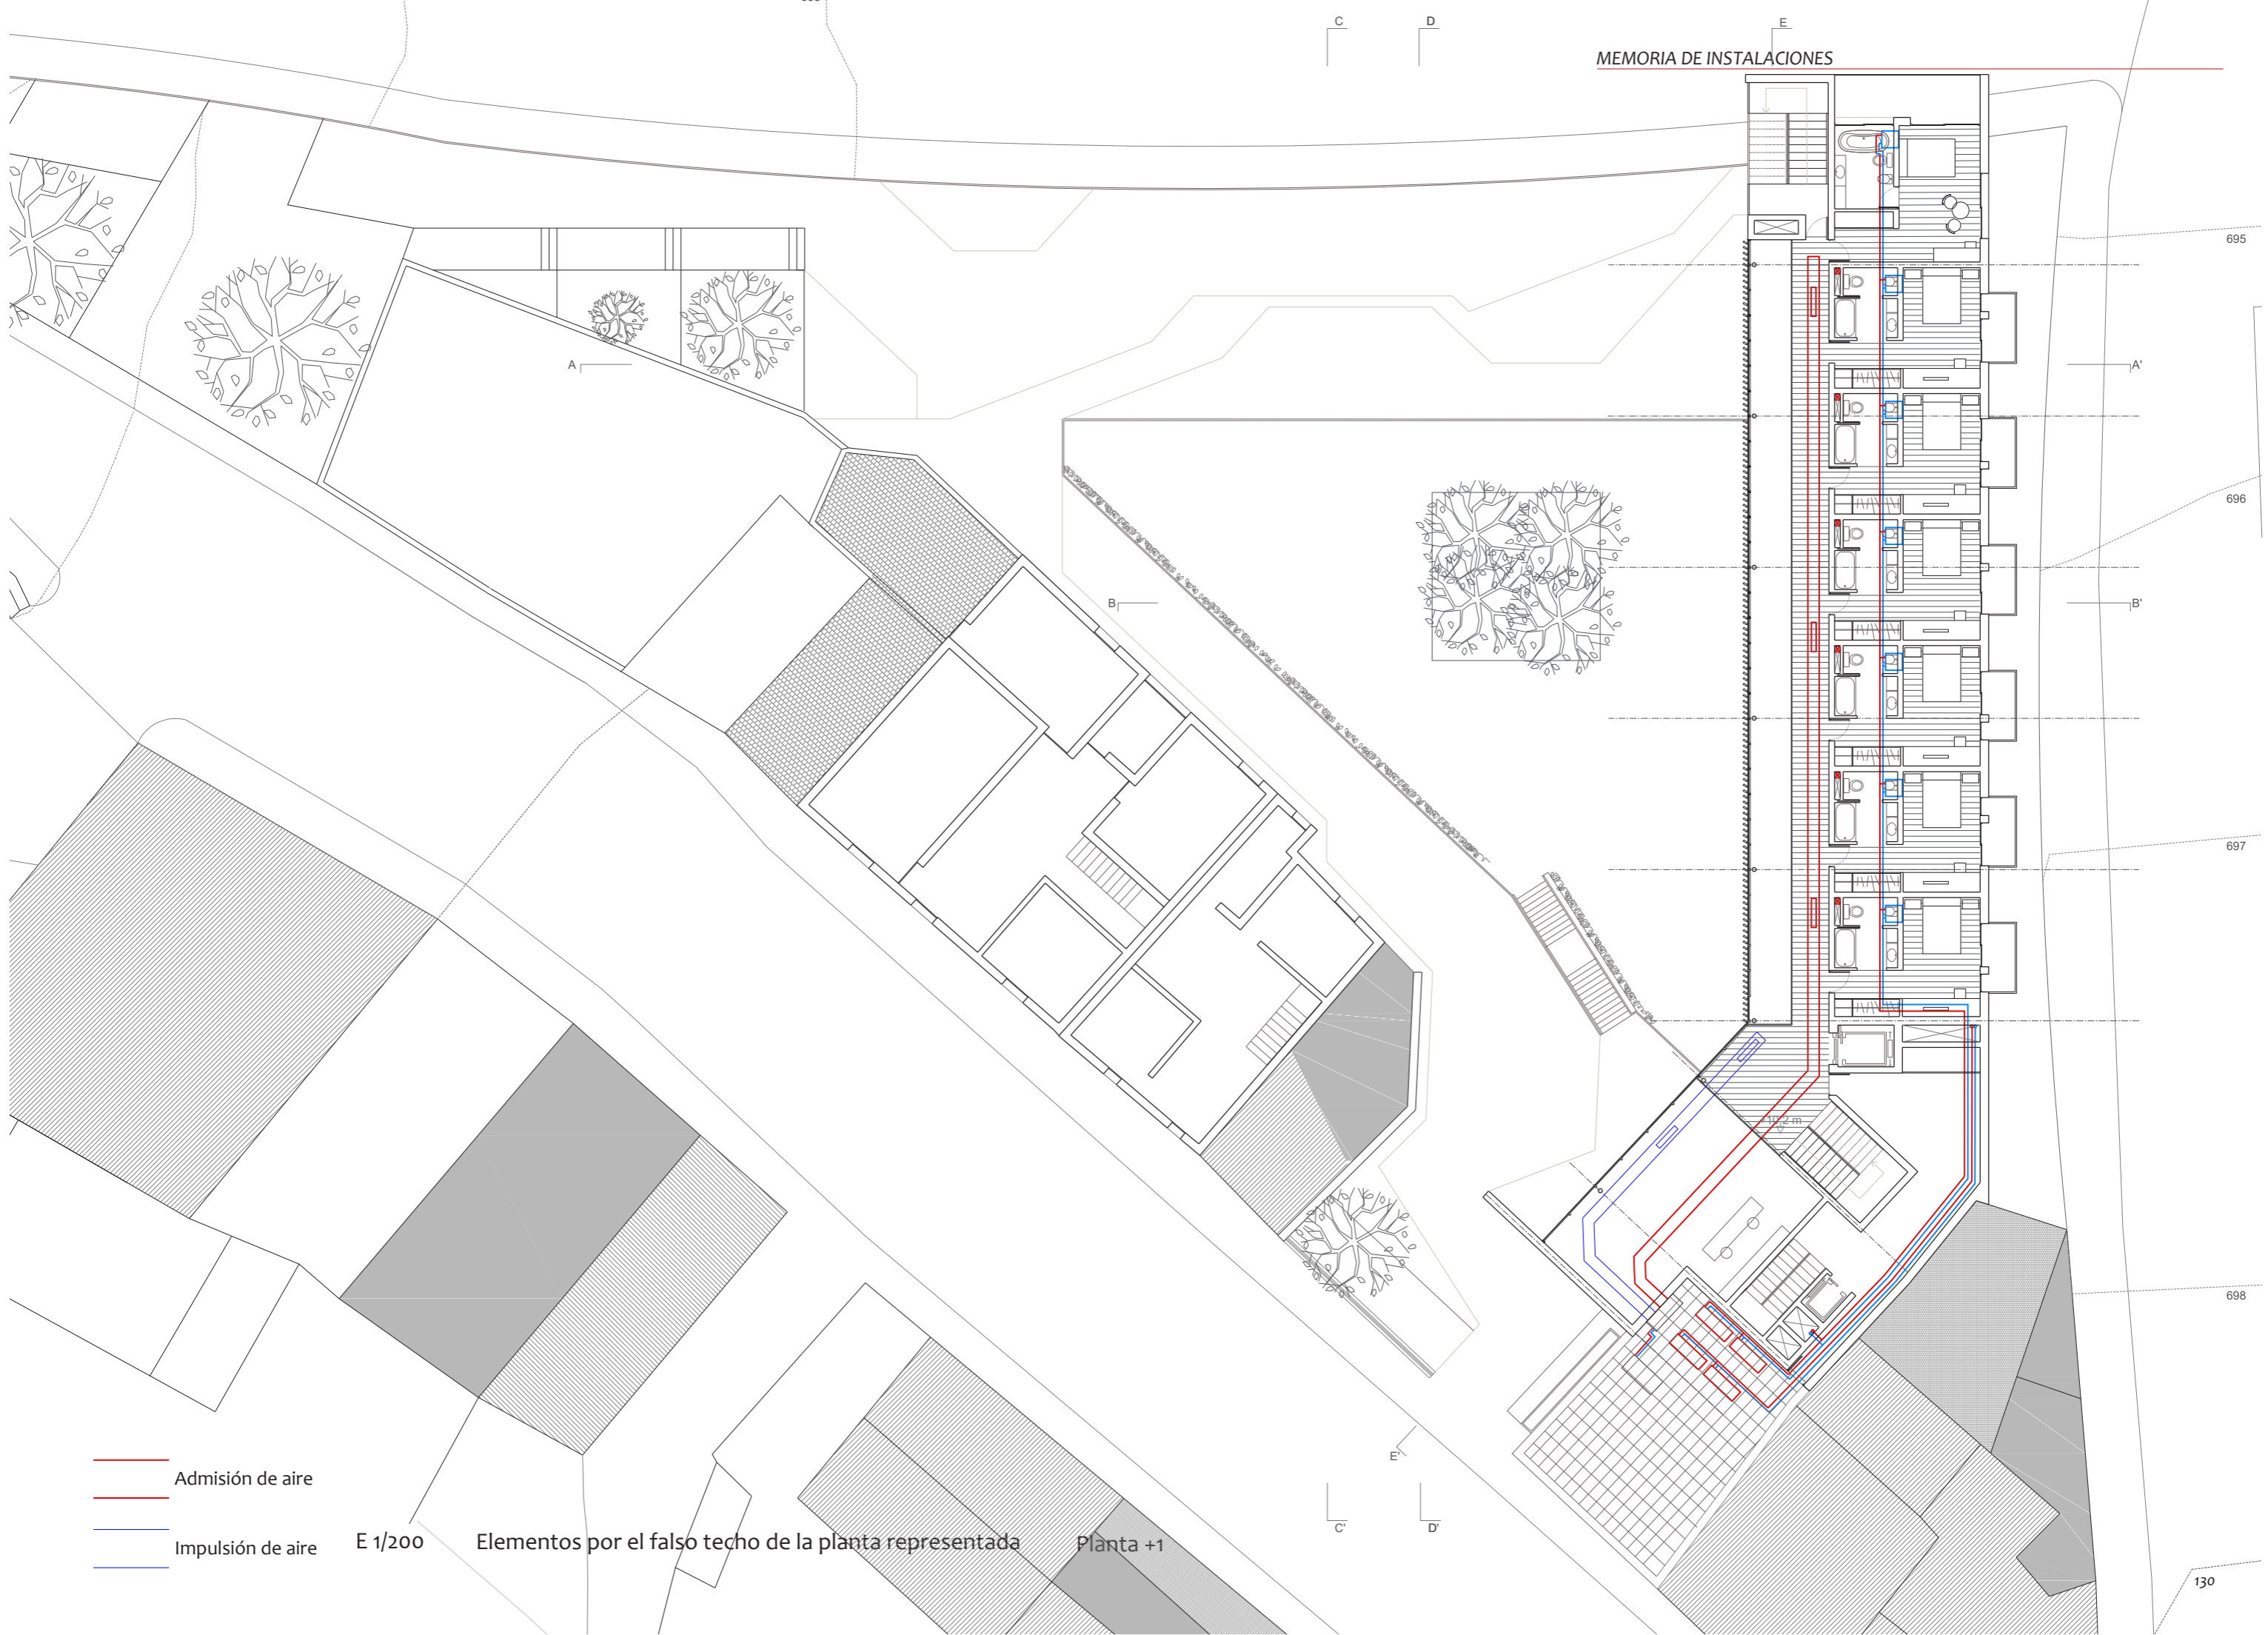 C
D
E
MEMORIA DE INSTALACIONES
695
A
A'
696
B
B'
697
698
E'
Admisión de aire
C'
D'
Impulsión de aire
E 1/200
Elementos por el falso techo de la planta representada
Planta +1
130